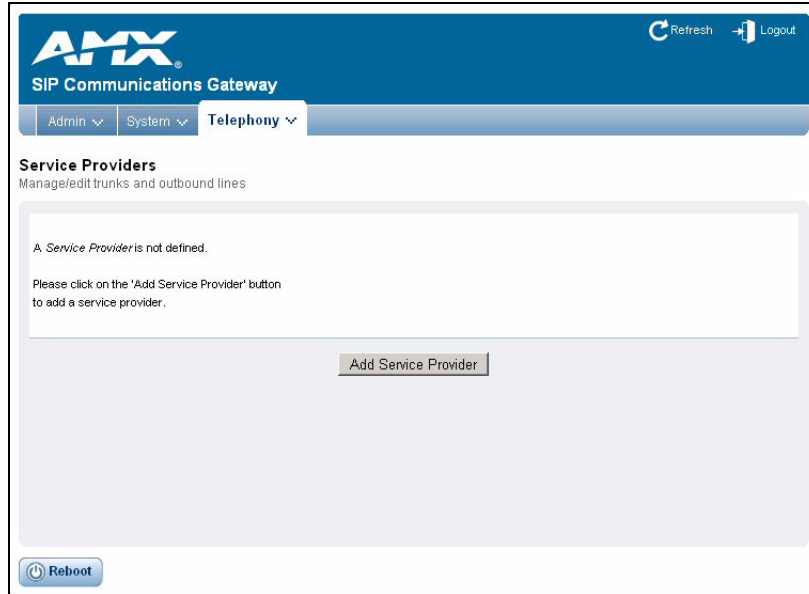 AMX®
Refresh
Logout
SIP Communications Gateway
Admin
System
Telephony
Service Providers
Manage/edit trunks and outbound lines
A Service Provider is not defined.
Please click on the 'Add Service Provider' button
to add a service provider.
Add Service Provider
Reboot